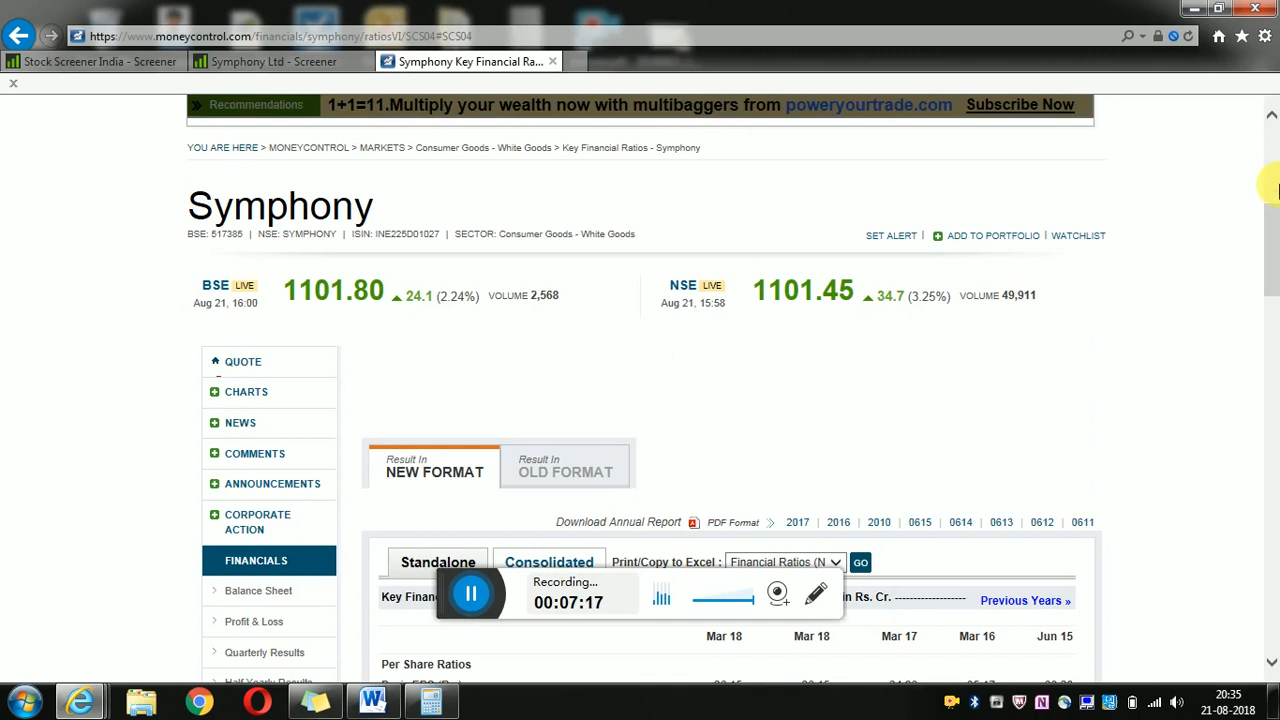 https://www.moneycontrol.com/financials/symphony/ratiosVI/SCS04#SCS04
Stock Screener India - Screener
Symphony Ltd - Screener
Symphony Key Financial Ra...
Recommendations
1+1=11.Multiply your wealth now with multibaggers from poweryourtrade.com Subscribe Now
YOU ARE HERE > MONEYCONTROL > MARKETS > Consumer Goods - White Goods > Key Financial Ratios - Symphony
Symphony
BSE: 517385 | NSE: SYMPHONY | ISIN: INE225D01027 | SECTOR: Consumer Goods - White Goods
SET ALERT | ADD TO PORTFOLIO | WATCHLIST
BSE LIVE 1101.80 24.1 (2.24%) VOLUME 2,568
Aug 21, 16:00
NSE LIVE 1101.45 34.7 (3.25%) VOLUME 49,911
Aug 21, 15:58
QUOTE
CHARTS
NEWS
COMMENTS
ANNOUNCEMENTS
CORPORATE
ACTION
FINANCIALS
Balance Sheet
Profit & Loss
Quarterly Results
Half Yearly Results
Result In
NEW FORMAT
Result In
OLD FORMAT
Download Annual Report PDF Format 2017 | 2016 | 2010 | 0615 | 0614 | 0613 | 0612 | 0611
Standalone
Consolidated
Print/Copy to Excel : Financial Ratios (N GO
Key Finan
in Rs. Cr. -------------------
Previous Years »
Recording...
00:07:17
Mar 18 Mar 18 Mar 17 Mar 16 Jun 15
Per Share Ratios
20:35
21-08-2018